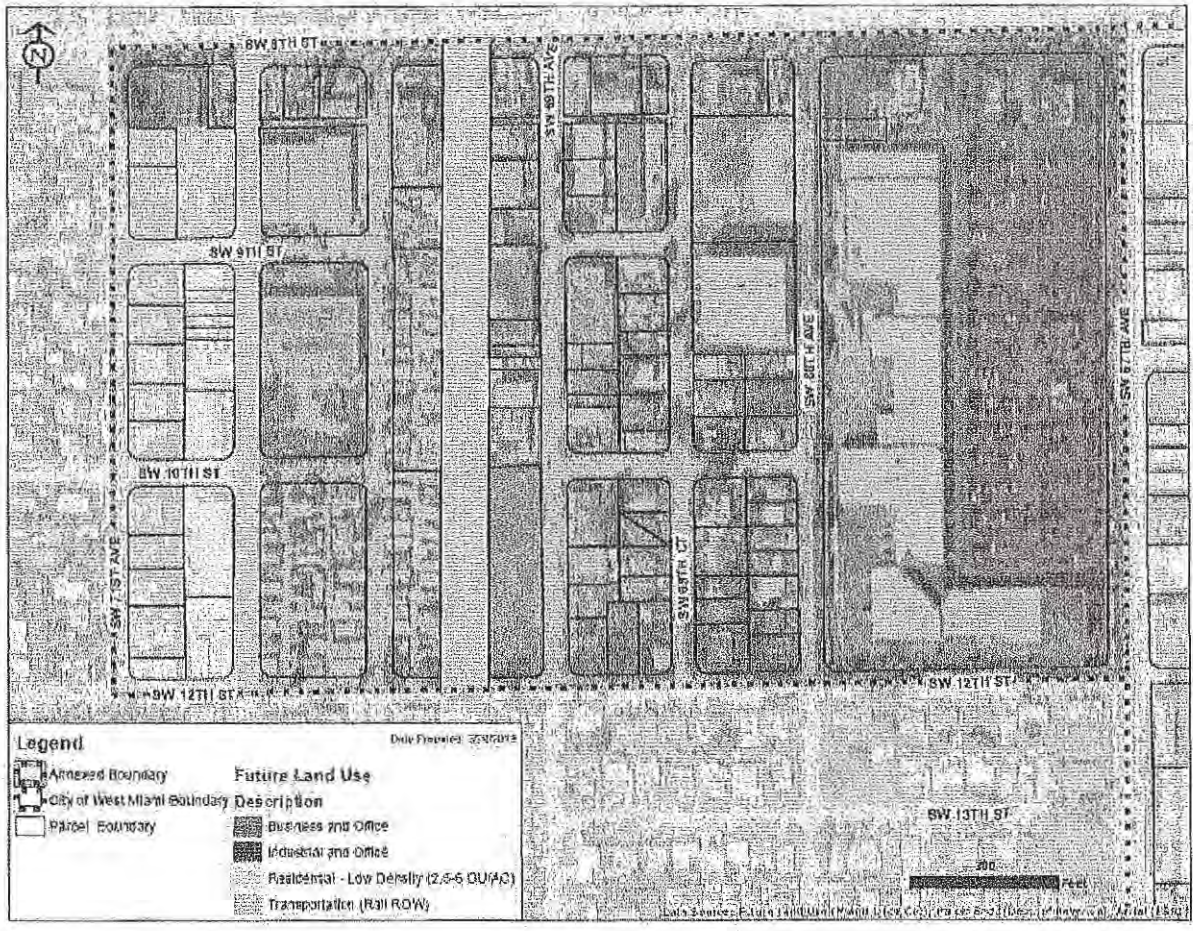 N
SW 8TH ST
SW 69TH AVE
SW 9TH ST
SW 68TH AVE
SW 67TH AVE
SW 10TH ST
SW 71ST AVE
SW 68TH CT
SW 12TH ST
SW 12TH ST
SW 13TH ST
Legend
Date Prepared:
Annexed Boundary
City of West Miami Boundary
Parcel Boundary
Future Land Use
Description
Business and Office
Industrial and Office
Residential - Low Density (2.5-6 DU/AC)
Transportation (Rail ROW)
200
Feet